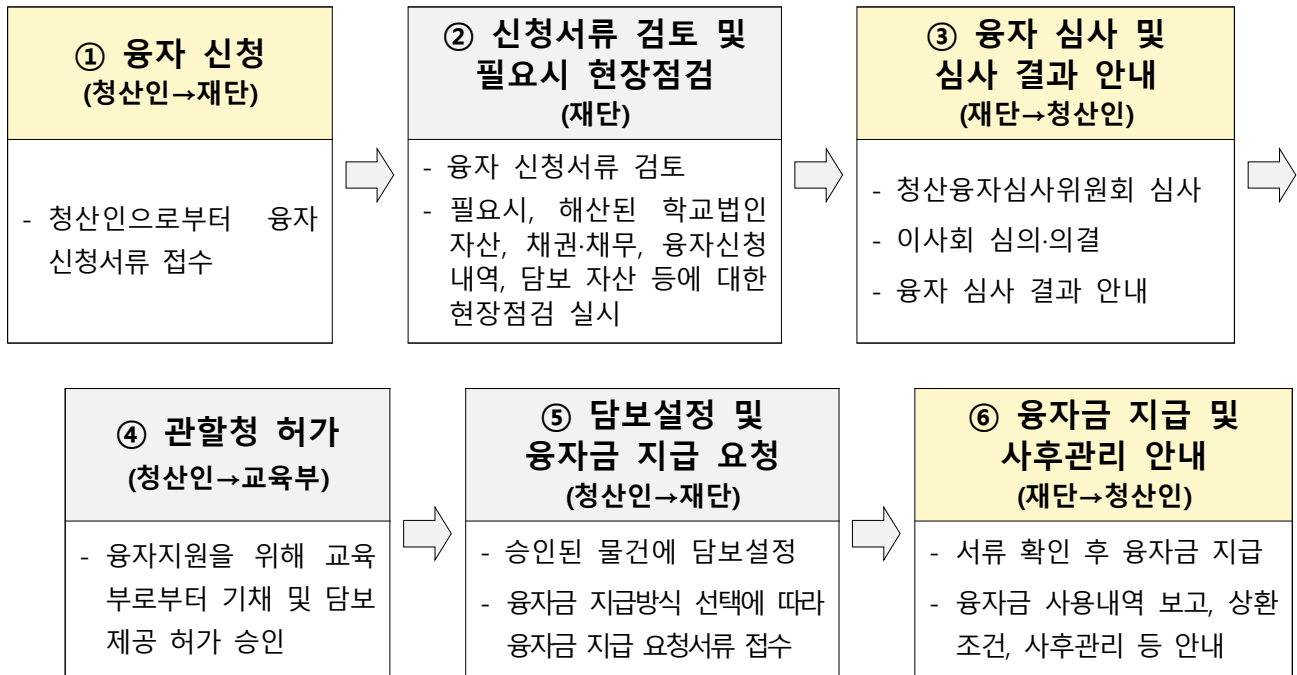 ① 융자 신청
(청산인→재단)
- 청산인으로부터 융자
신청서류 접수
② 신청서류 검토 및
필요시 현장점검
(재단)
- 융자 신청서류 검토
- 필요시, 해산된 학교법인
자산, 채권·채무, 융자신청
내역, 담보 자산 등에 대한
현장점검 실시
③ 융자 심사 및
심사 결과 안내
(재단→청산인)
- 청산융자심사위원회 심사
- 이사회 심의·의결
- 융자 심사 결과 안내
④ 관할청 허가
(청산인→교육부)
- 융자지원을 위해 교육
부로부터 기채 및 담보
제공 허가 승인
⑤ 담보설정 및
융자금 지급 요청
(청산인→재단)
- 승인된 물건에 담보설정
- 융자금 지급방식 선택에 따라
융자금 지급 요청서류 접수
⑥ 융자금 지급 및
사후관리 안내
(재단→청산인)
- 서류 확인 후 융자금 지급
- 융자금 사용내역 보고, 상환
조건, 사후관리 등 안내